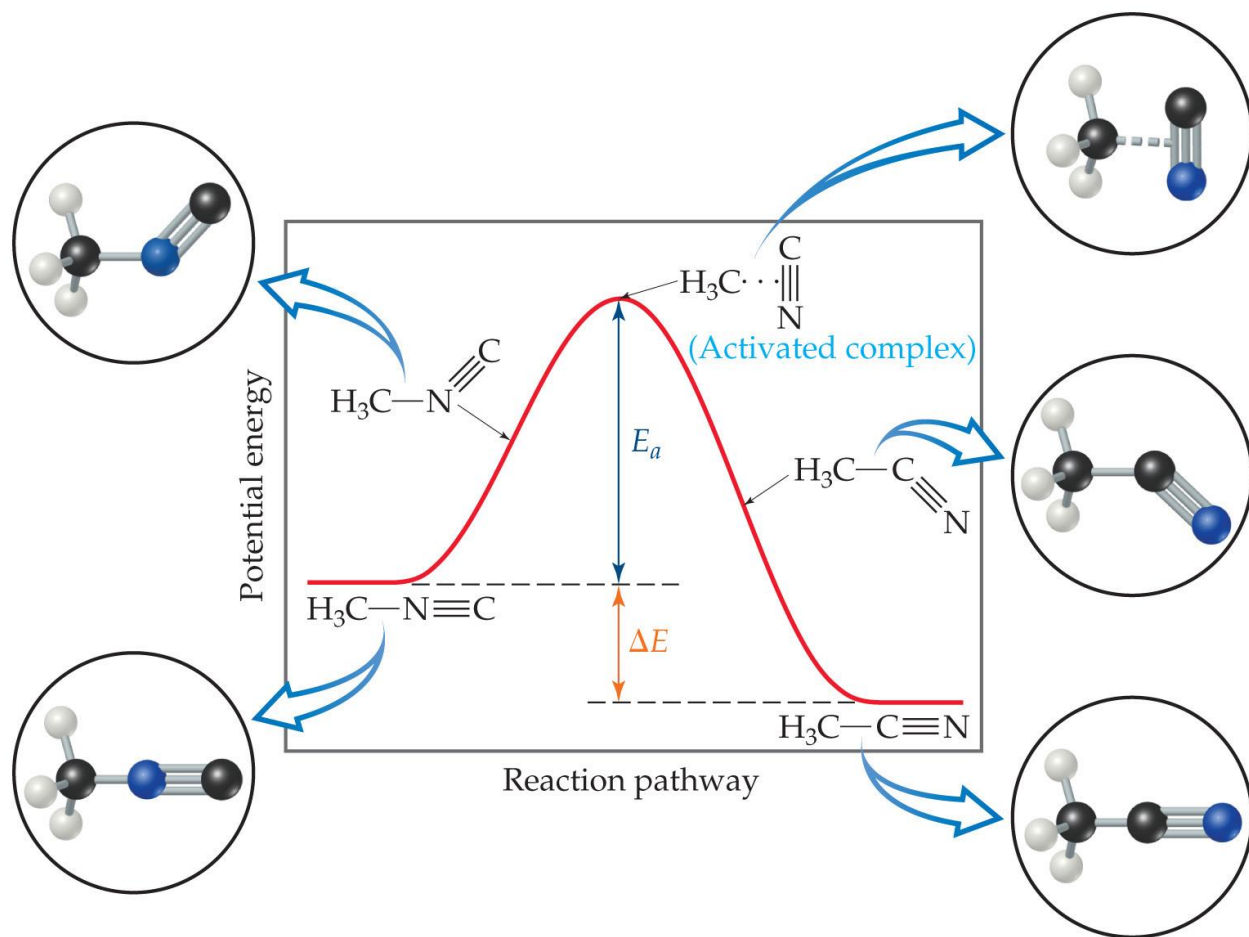 H₃C···C≡N
(Activated complex)
H₃C—N≡C
Eₐ
H₃C—C≡N
Potential energy
H₃C—N≡C
ΔE
H₃C—C≡N
Reaction pathway